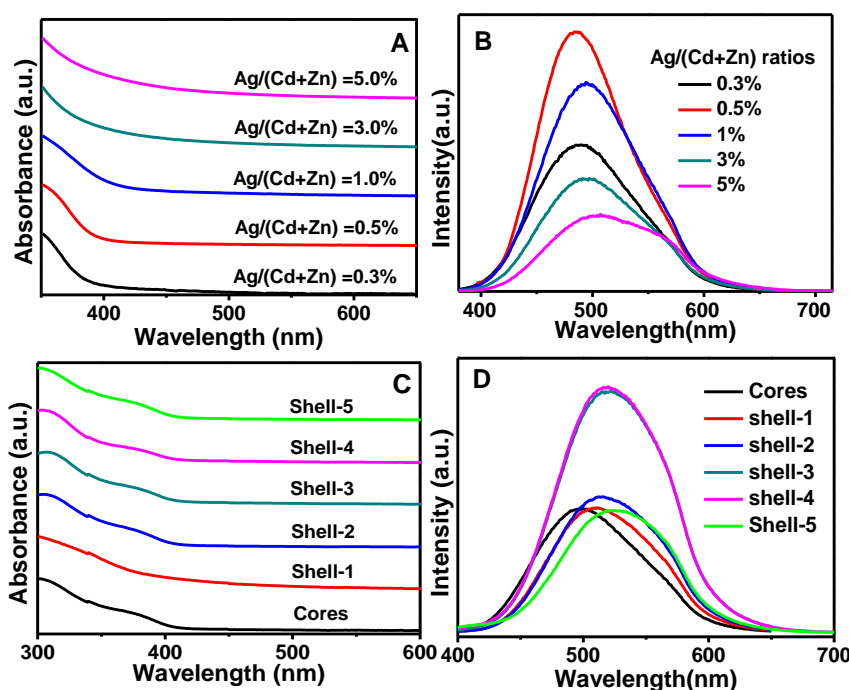 A
Absorbance (a.u.)
Ag/(Cd+Zn) =5.0%
Ag/(Cd+Zn) =3.0%
Ag/(Cd+Zn) =1.0%
Ag/(Cd+Zn) =0.5%
Ag/(Cd+Zn) =0.3%
400 500 600
Wavelength (nm)
B
Intensity(a.u.)
Ag/(Cd+Zn) ratios
0.3%
0.5%
1%
3%
5%
400 500 600 700
Wavelength(nm)
C
Absorbance (a.u.)
Shell-5
Shell-4
Shell-3
Shell-2
Shell-1
Cores
300 400 500 600
Wavelength (nm)
D
Intensity (a.u.)
Cores
shell-1
shell-2
shell-3
shell-4
Shell-5
400 500 600 700
Wavelength(nm)